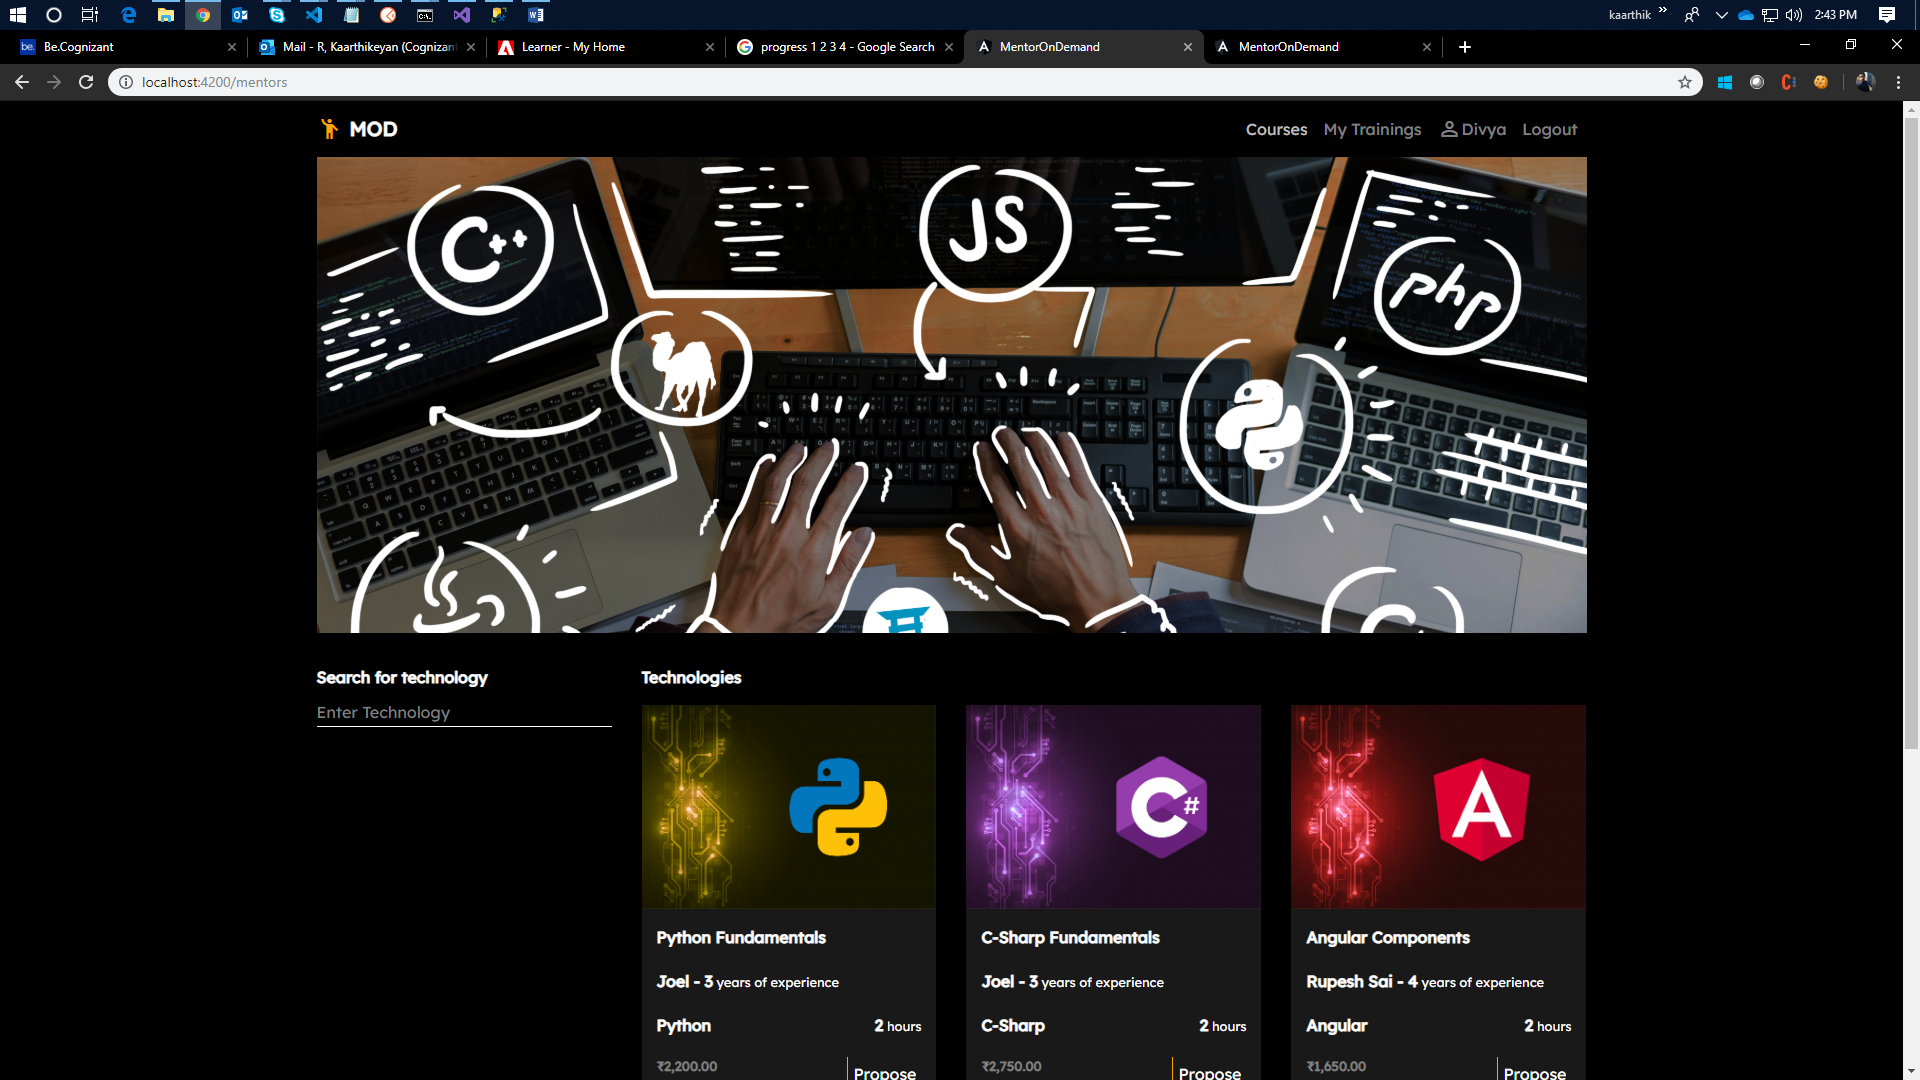 kaarthik
2:43 PM
Be.Cognizant
Mail - R, Kaarthikeyan (Cognizant
Learner - My Home
progress 1 2 3 4 - Google Search
MentorOnDemand
MentorOnDemand
localhost:4200/mentors
MOD
Courses
My Trainings
Divya
Logout
C++
JS
php
Search for technology
Enter Technology
Technologies
C#
A
Python Fundamentals
Joel - 3 years of experience
Python
2 hours
₹2,200.00
Propose
C-Sharp Fundamentals
Joel - 3 years of experience
C-Sharp
2 hours
₹2,750.00
Propose
Angular Components
Rupesh Sai - 4 years of experience
Angular
2 hours
₹1,650.00
Propose